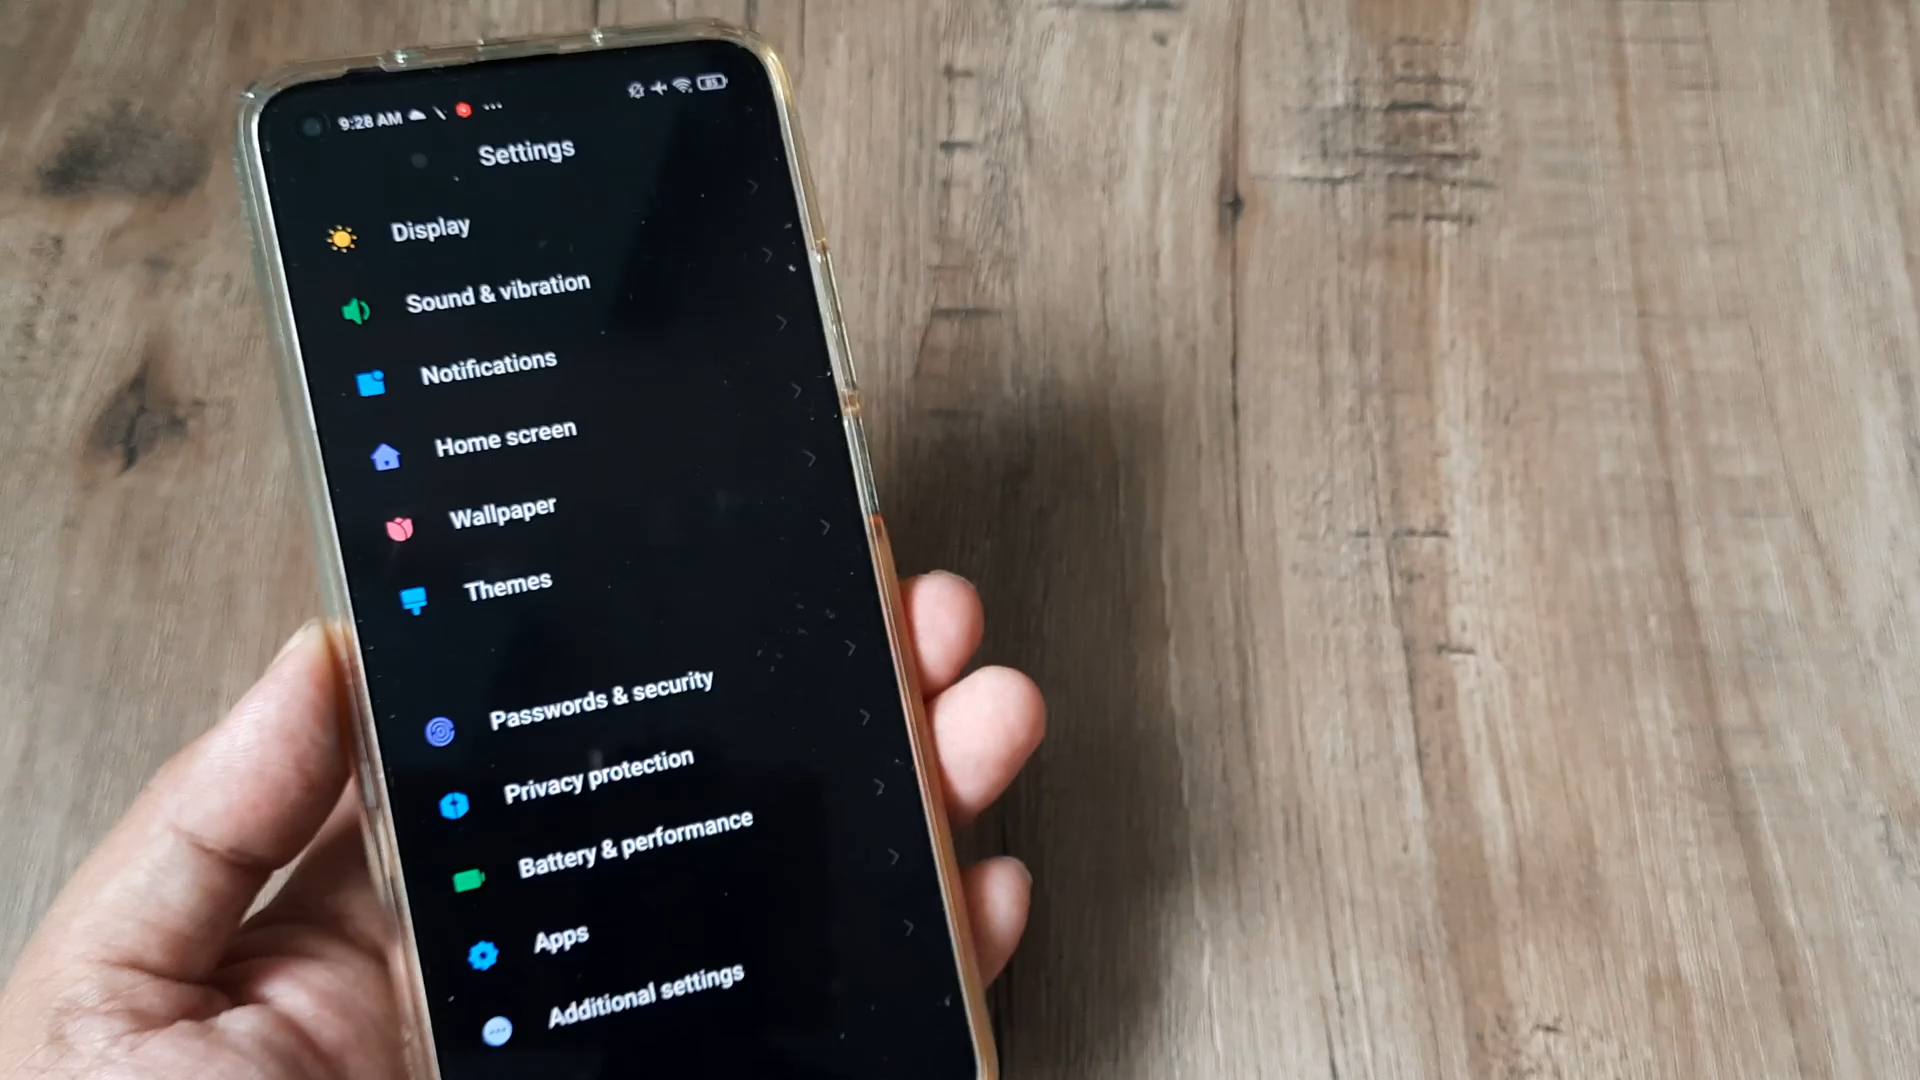 9:28 AM
85
Settings
Display
Sound & vibration
Notifications
Home screen
Wallpaper
Themes
Passwords & security
Privacy protection
Battery & performance
Apps
Additional settings